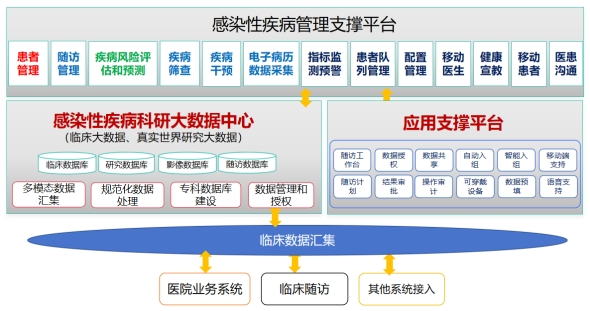 感染性疾病管理支撑平台
患者
管理
随访
管理
疾病风险评
估和预测
疾病
筛查
疾病
干预
电子病历
数据采集
指标监
测预警
患者队
列管理
配置
管理
移动
医生
健康
宣教
移动
患者
医患
沟通
感染性疾病科研大数据中心
（临床大数据、真实世界研究大数据）
临床数据库
研究数据库
影像数据库
随访数据库
多模态数据
汇集
规范化数据
处理
专科数据库
建设
数据管理和
授权
应用支撑平台
随访工
作台
数据授
权
数据共
享
自动入
组
智能入
组
移动端
支持
随访计
划
结果审
批
操作审
计
可穿戴
设备
数据预
填
语音支
持
临床数据汇集
医院业务系统
临床随访
其他系统接入